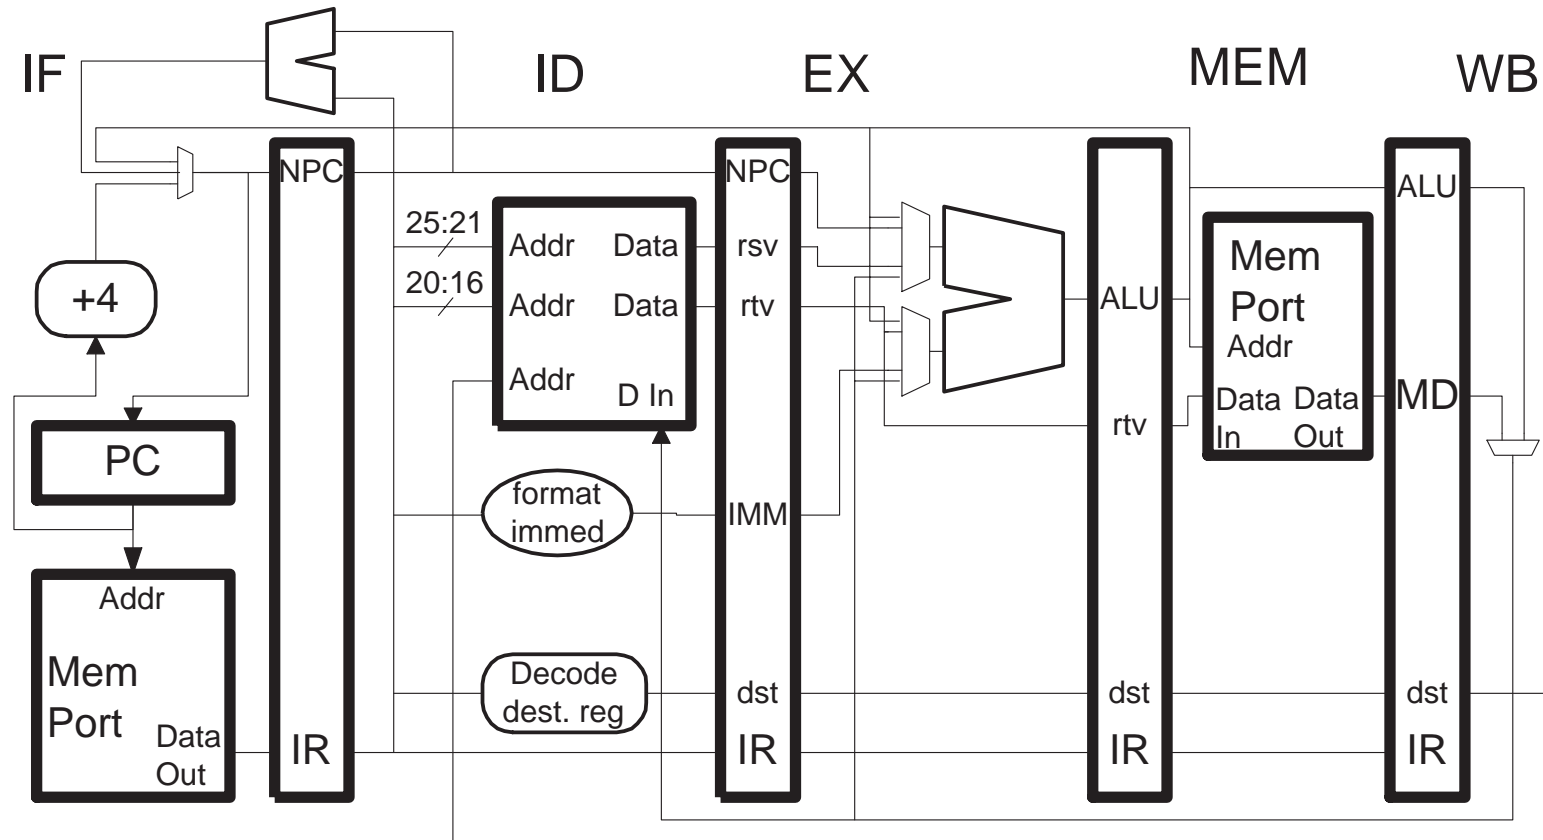 IF
ID
EX
MEM
WB
NPC
NPC
ALU
25:21
Addr
Data
rsv
20:16
Addr
Data
rtv
Addr
D In
+4
ALU
Mem
Port
Addr
Data
In
Data
Out
MD
rtv
PC
format
immed
IMM
Addr
Mem
Port
Data
Out
Decode
dest. reg
dst
dst
dst
IR
IR
IR
IR